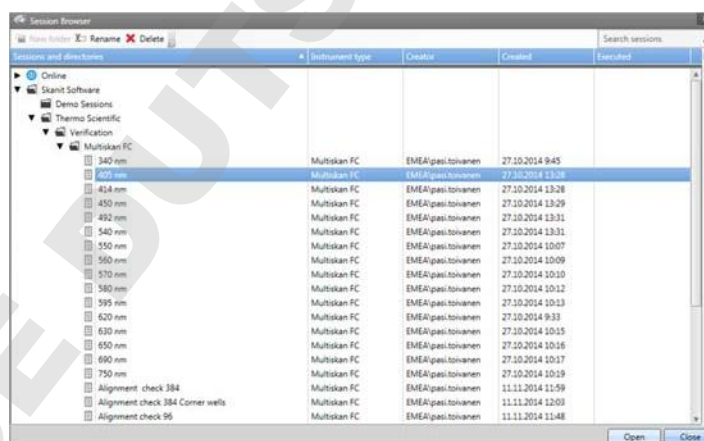 Session Browser
New folder Rename Delete Search sessions
Sessions and directories Instrument type Creator Created Executed
Online
Skanit Software
Demo Sessions
Thermo Scientific
Verification
Multiskan FC
340 nm Multiskan FC EMEA\pasi.toivanen 27.10.2014 9:45
405 nm Multiskan FC EMEA\pasi.toivanen 27.10.2014 13:28
414 nm Multiskan FC EMEA\pasi.toivanen 27.10.2014 13:28
450 nm Multiskan FC EMEA\pasi.toivanen 27.10.2014 13:29
492 nm Multiskan FC EMEA\pasi.toivanen 27.10.2014 13:31
540 nm Multiskan FC EMEA\pasi.toivanen 27.10.2014 13:31
550 nm Multiskan FC EMEA\pasi.toivanen 27.10.2014 10:07
560 nm Multiskan FC EMEA\pasi.toivanen 27.10.2014 10:09
570 nm Multiskan FC EMEA\pasi.toivanen 27.10.2014 10:10
580 nm Multiskan FC EMEA\pasi.toivanen 27.10.2014 10:12
595 nm Multiskan FC EMEA\pasi.toivanen 27.10.2014 10:13
620 nm Multiskan FC EMEA\pasi.toivanen 27.10.2014 9:33
630 nm Multiskan FC EMEA\pasi.toivanen 27.10.2014 10:15
650 nm Multiskan FC EMEA\pasi.toivanen 27.10.2014 10:16
690 nm Multiskan FC EMEA\pasi.toivanen 27.10.2014 10:17
750 nm Multiskan FC EMEA\pasi.toivanen 27.10.2014 10:19
Alignment check 384 Multiskan FC EMEA\pasi.toivanen 11.11.2014 11:59
Alignment check 384 Corner wells Multiskan FC EMEA\pasi.toivanen 11.11.2014 12:03
Alignment check 96 Multiskan FC EMEA\pasi.toivanen 11.11.2014 11:48
Open Close